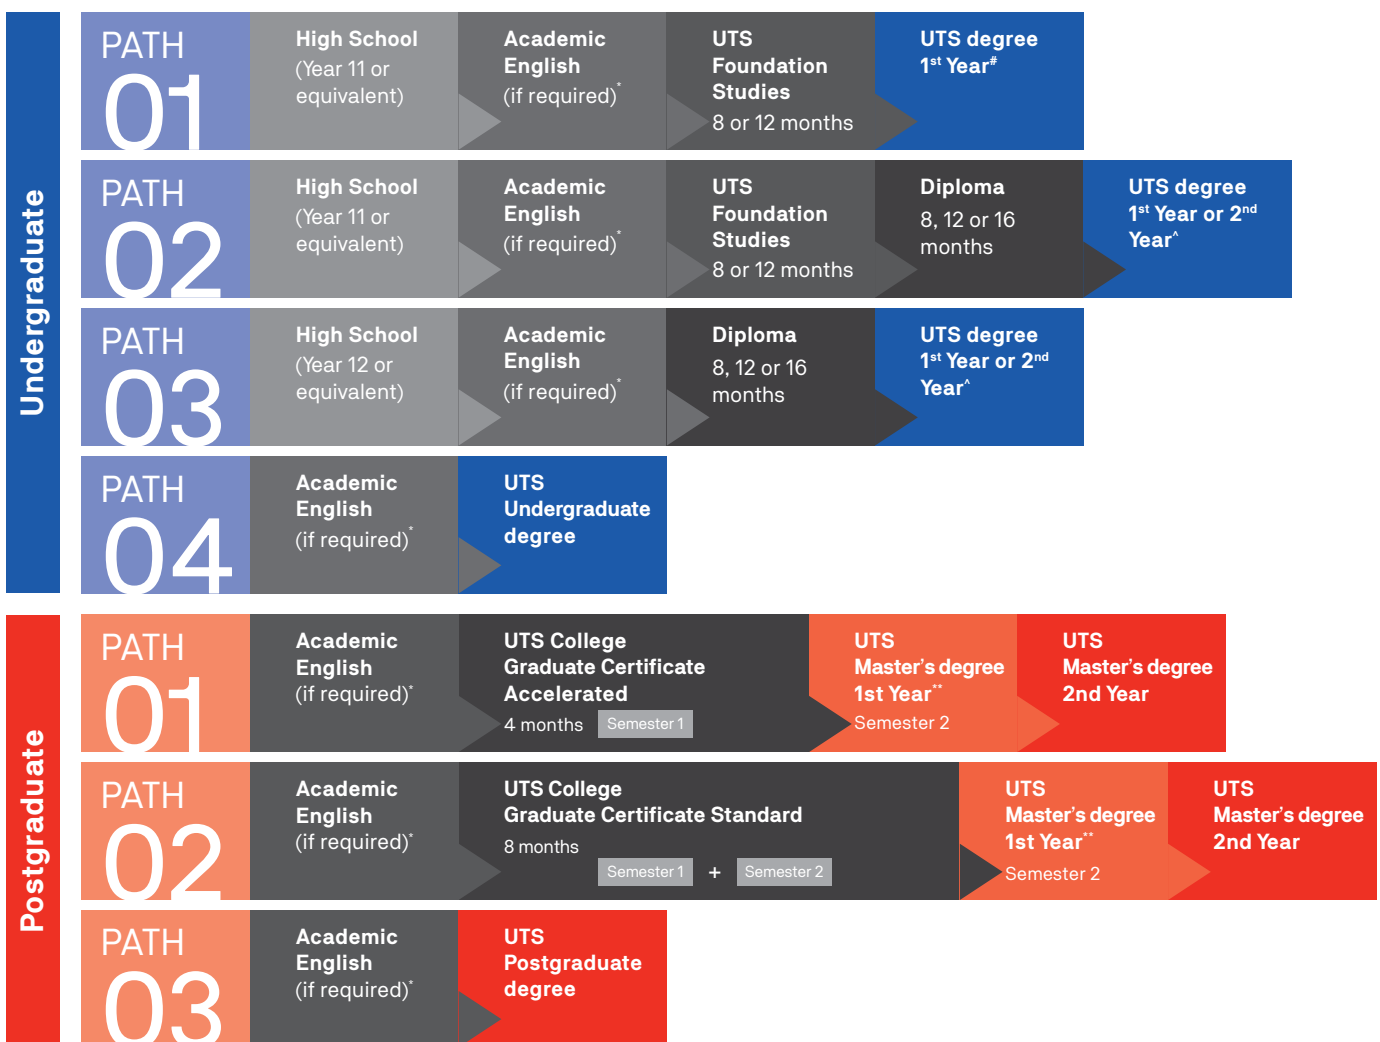 Undergraduate
PATH
01
High School
(Year 11 or
equivalent)
Academic
English
(if required)*
UTS
Foundation
Studies
8 or 12 months
UTS degree
1st Year#
PATH
02
High School
(Year 11 or
equivalent)
Academic
English
(if required)*
UTS
Foundation
Studies
8 or 12 months
Diploma
8, 12 or 16
months
UTS degree
1st Year or 2nd
Year^
PATH
03
High School
(Year 12 or
equivalent)
Academic
English
(if required)*
Diploma
8, 12 or 16
months
UTS degree
1st Year or 2nd
Year^
PATH
04
Academic
English
(if required)*
UTS
Undergraduate
degree
Postgraduate
PATH
01
Academic
English
(if required)*
UTS College
Graduate Certificate
Accelerated
4 months Semester 1
UTS
Master's degree
1st Year**
Semester 2
UTS
Master's degree
2nd Year
PATH
02
Academic
English
(if required)*
UTS College
Graduate Certificate Standard
8 months
Semester 1 + Semester 2
UTS
Master's degree
1st Year**
Semester 2
UTS
Master's degree
2nd Year
PATH
03
Academic
English
(if required)*
UTS
Postgraduate
degree